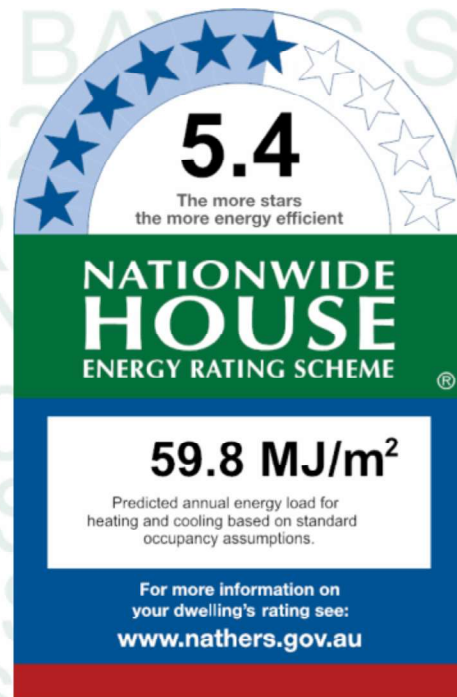 5.4
The more stars
the more energy efficient
NATIONWIDE
HOUSE
ENERGY RATING SCHEME
®
59.8 MJ/m²
Predicted annual energy load for
heating and cooling based on standard
occupancy assumptions.
For more information on
your dwelling's rating see:
www.nathers.gov.au